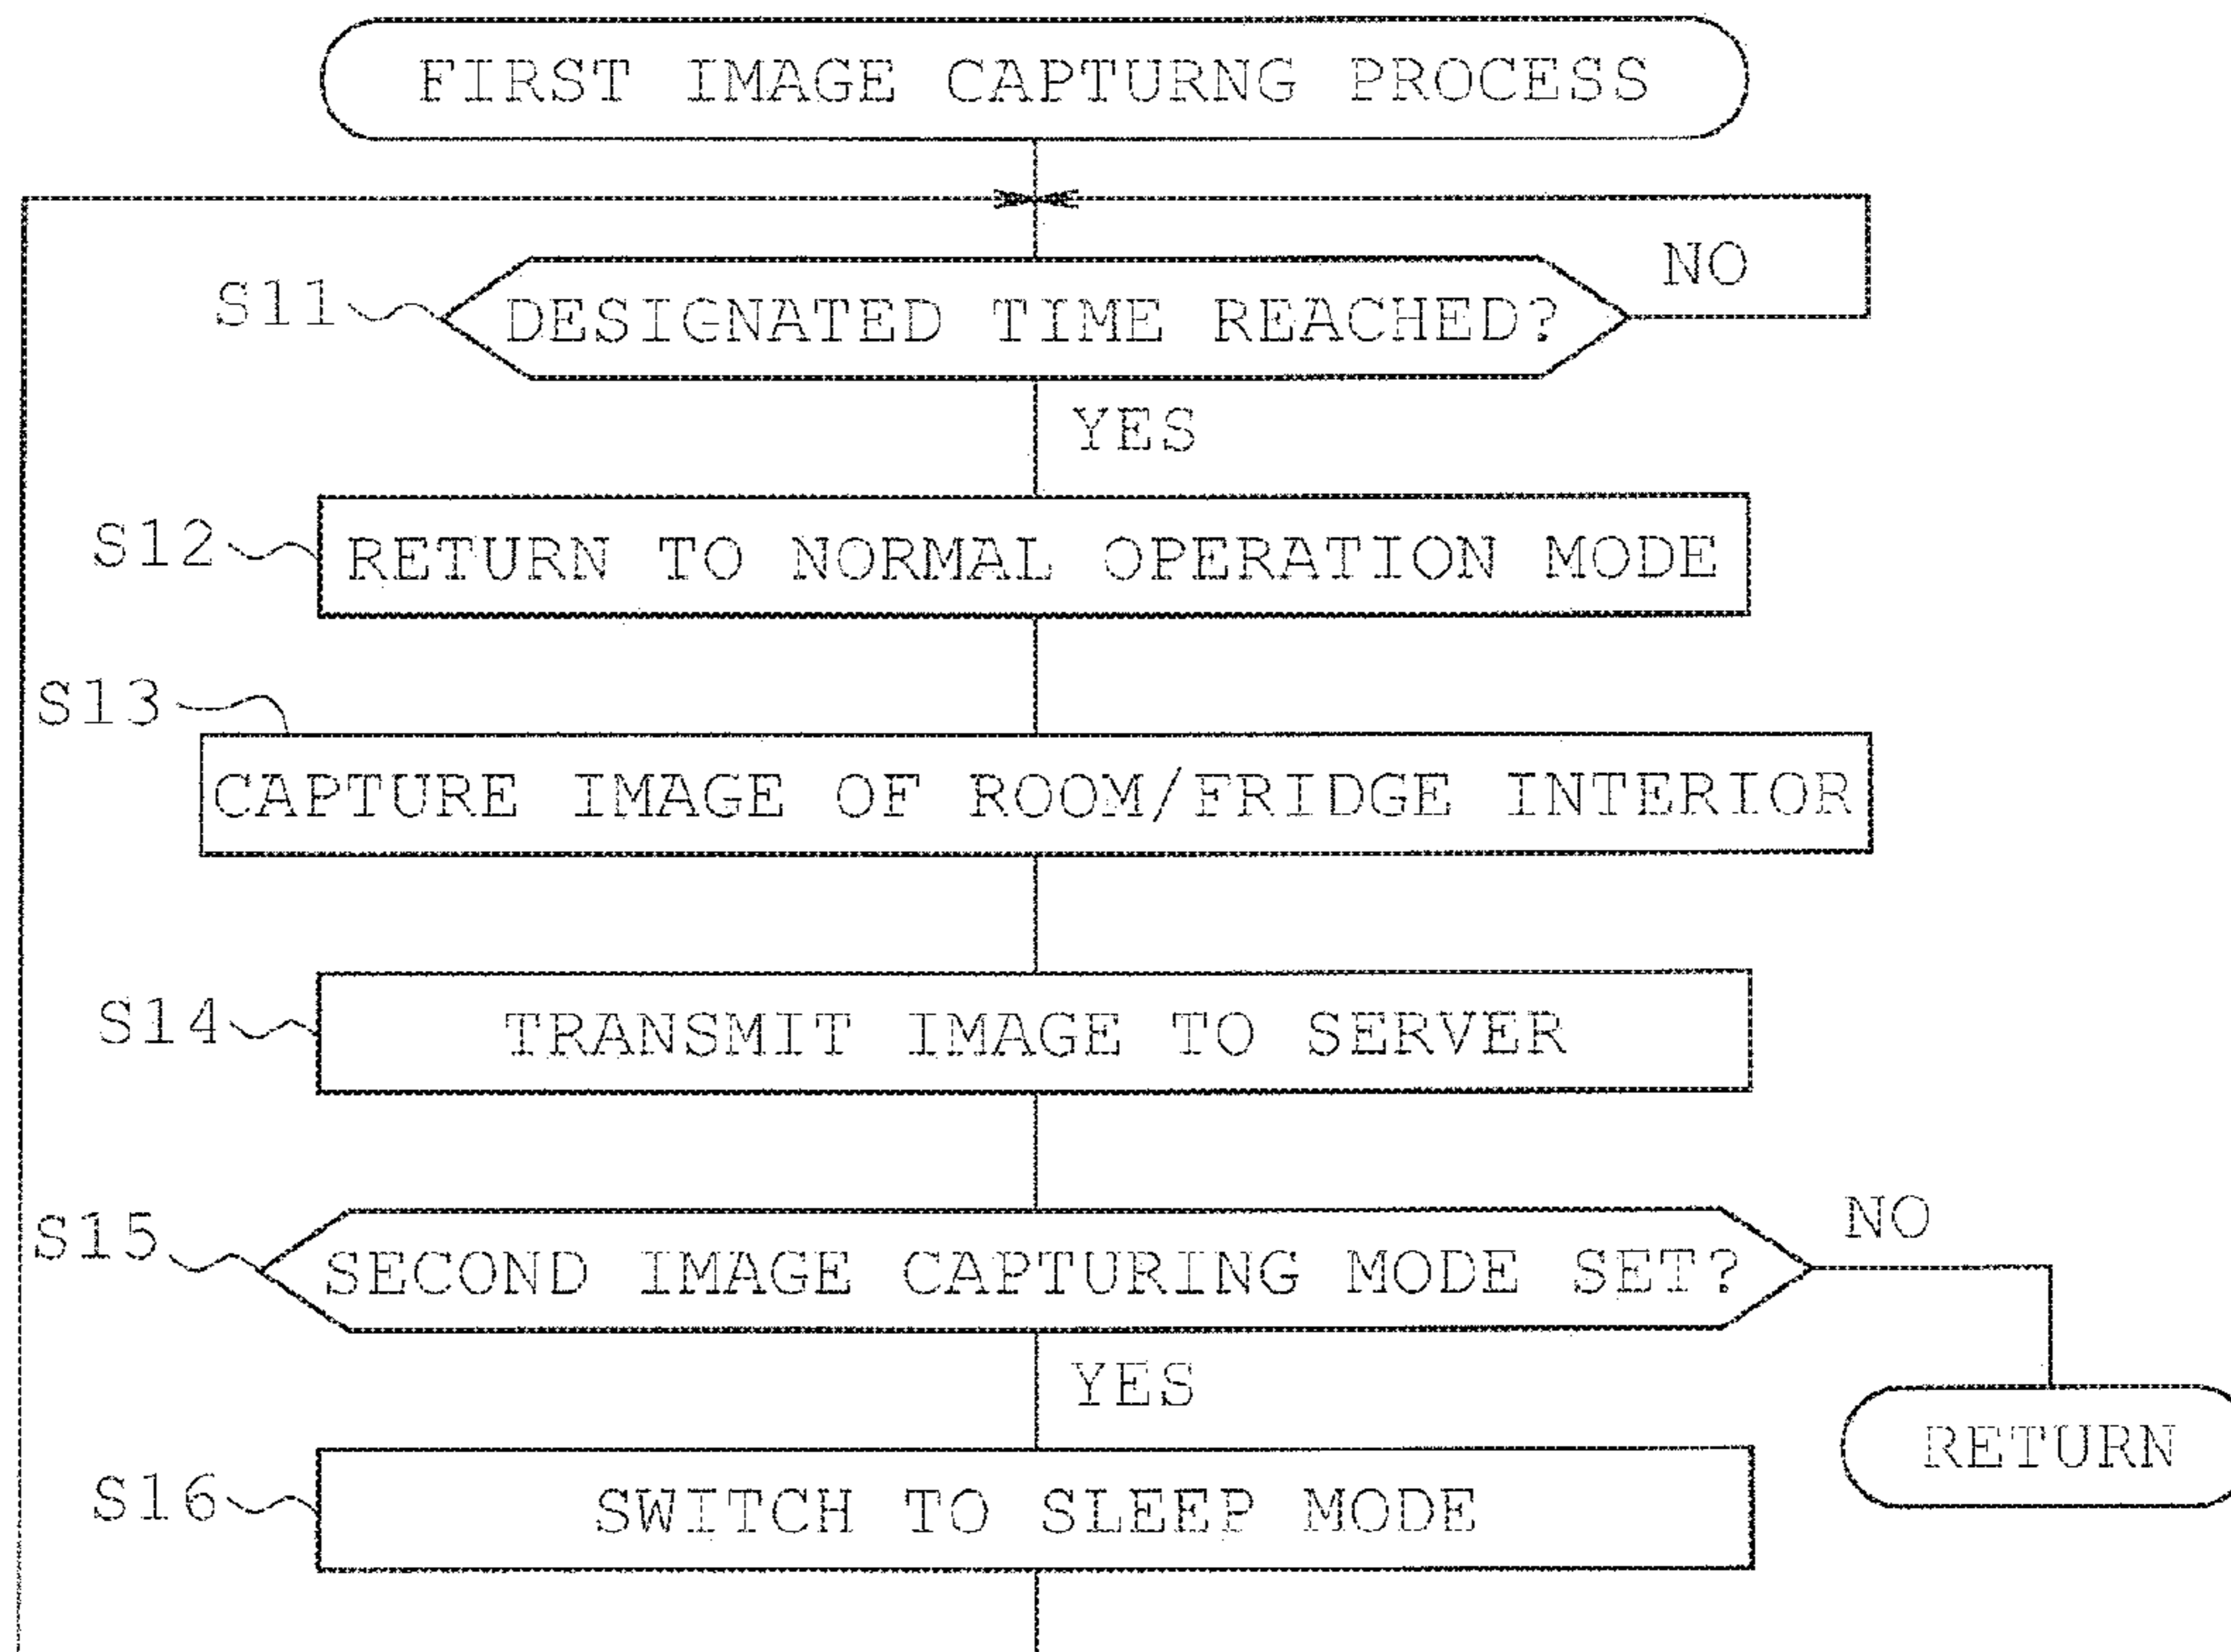 FIRST IMAGE CAPTURNG PROCESS
NO
S11
DESIGNATED TIME REACHED?
YES
S12
RETURN TO NORMAL OPERATION MODE
S13
CAPTURE IMAGE OF ROOM/FRIDGE INTERIOR
S14
TRANSMIT IMAGE TO SERVER
NO
S15
SECOND IMAGE CAPTURING MODE SET?
YES
RETURN
S16
SWITCH TO SLEEP MODE